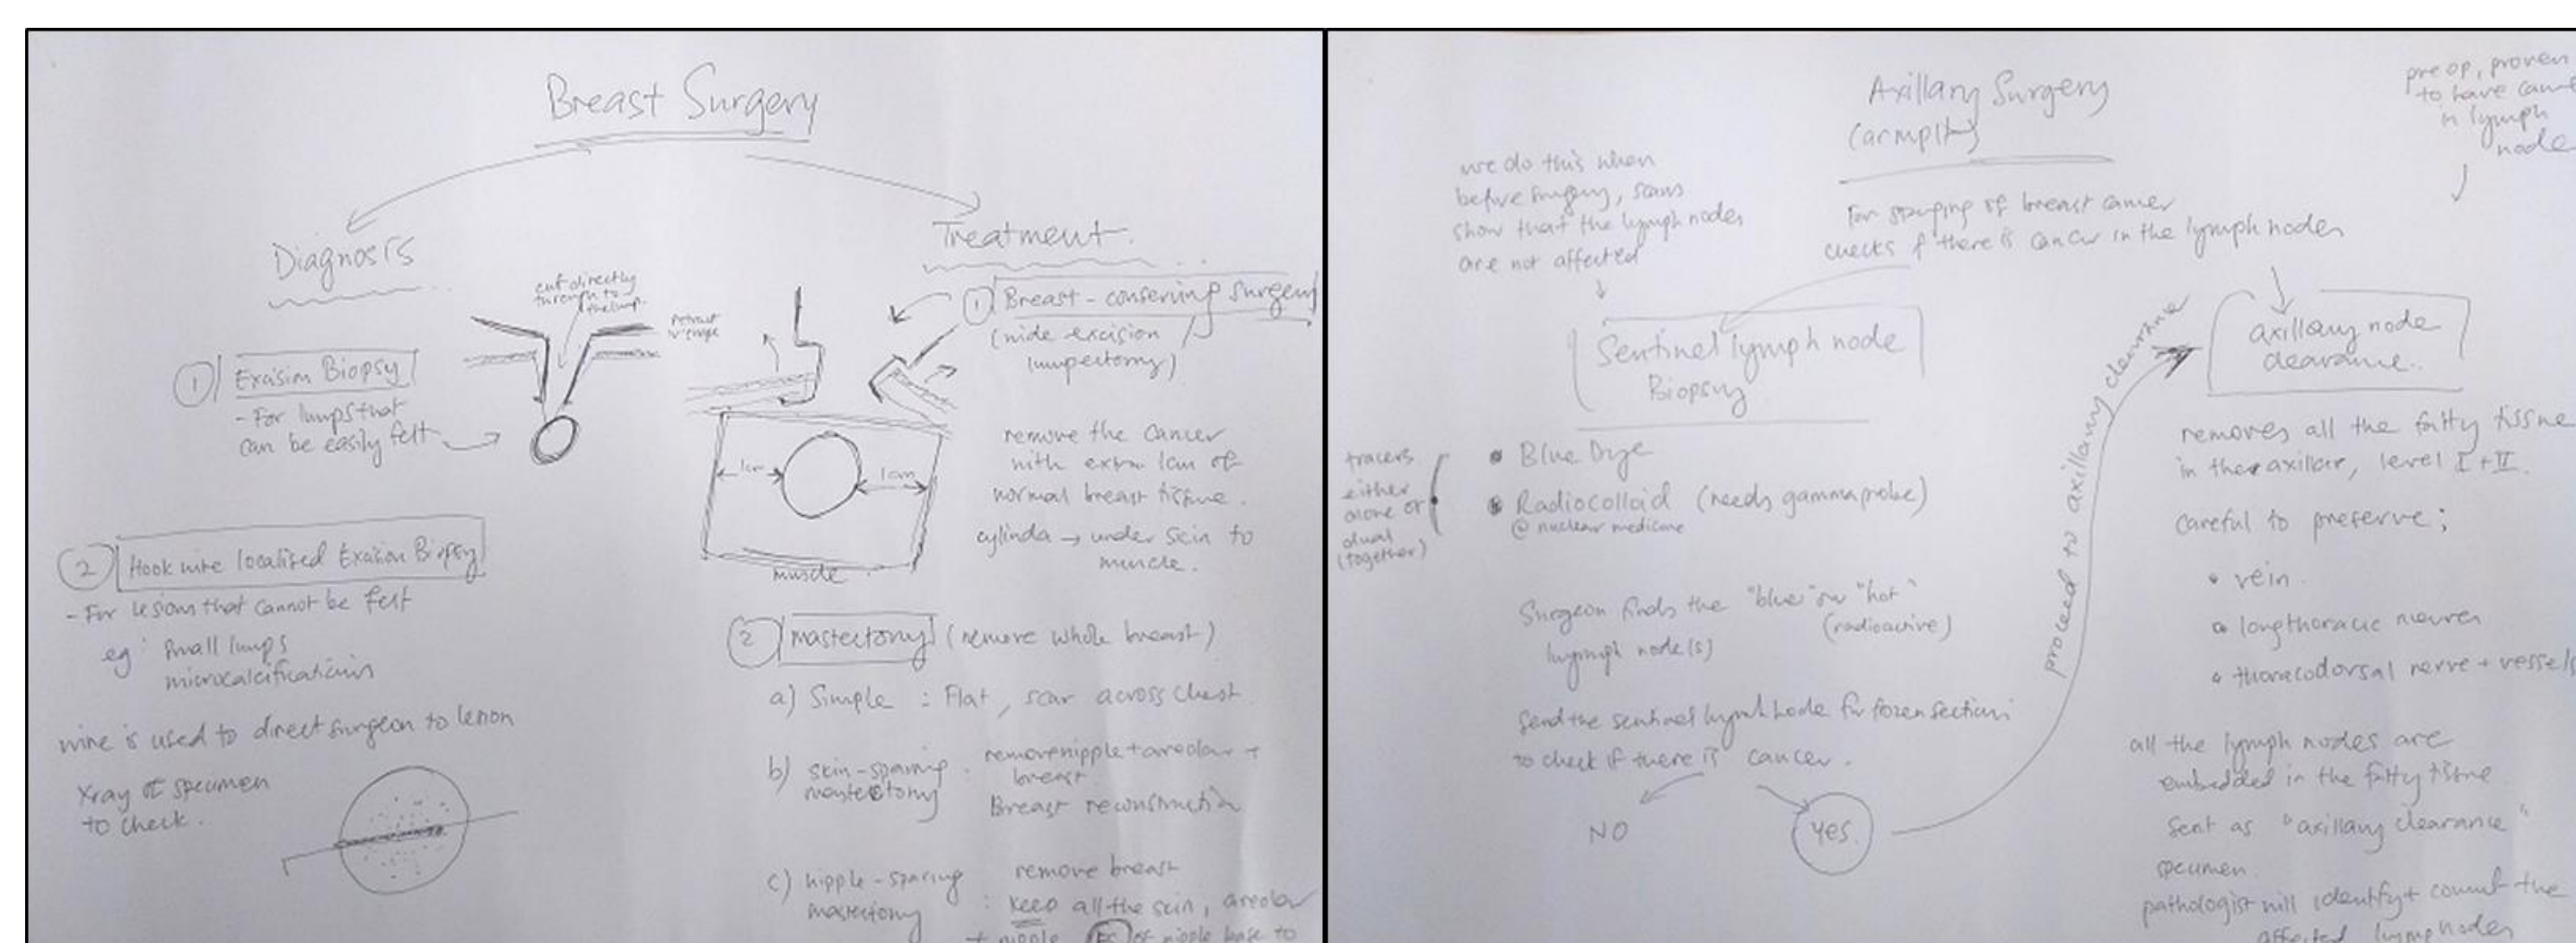 Breast Surgery
Diagnosis
cut directly
through to
the lump.
① Excision Biopsy
- For lumps that
can be easily felt
② Hook wire localised Excision Biopsy
- For lesions that cannot be felt
eg: small lumps
microcalcifications
wire is used to direct surgeon to lesion
Xray of specimen
to check.
Treatment.
① Breast-conserving surgery
(wide excision /
lumpectomy)
1cm
1cm
muscle
remove the cancer
with extra 1cm of
normal breast tissue.
cylinda → under skin to
muscle.
② mastectomy (remove whole breast)
a) Simple : Flat, scar across chest
b) skin-sparing : remove nipple + areolar +
mastectomy breast
Breast reconstruction
c) nipple-sparing remove breast
mastectomy : keep all the skin, areolar
+ nipple of nipple base to
Axillary Surgery
(armpit)
we do this when
before surgery, scans
show that the lymph nodes
are not affected
For staging of breast cancer
checks if there is cancer in the lymph nodes
pre op, proven
to have
in lymph
node
Sentinel lymph node
Biopsy
tracers
either
alone or
dual
(together)
• Blue Dye
• Radiocolloid (needs gamma probe)
@ nuclear medicine
Surgeon finds the "blue" or "hot"
(radioactive)
lymph node(s)
Send the sentinel lymph node for frozen section
to check if there is cancer.
NO
Yes
proceed to axillary clearance
axillary node
clearance.
removes all the fatty tissue
in the axillar, level I + II.
careful to preserve;
• vein
• long thoracic
• thoracodorsal nerve + vessels
all the lymph nodes are
embedded in the fatty tissue
sent as "axillary clearance"
specimen.
pathologist will identify + count the
affected lymph nodes